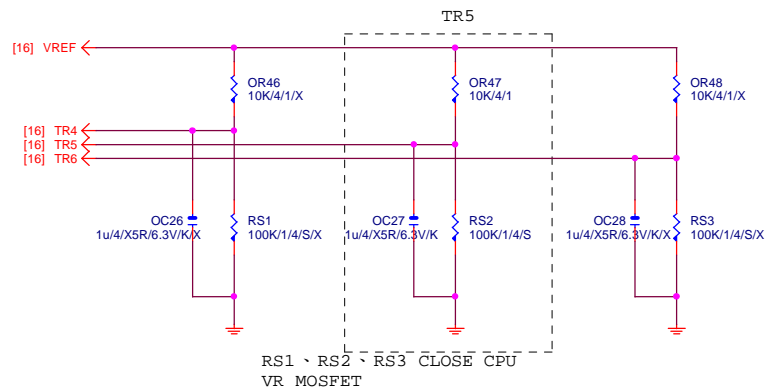 TR5
[16] VREF
OR46
10K/4/1/X
OR47
10K/4/1
OR48
10K/4/1/X
[16] TR4
[16] TR5
[16] TR6
OC26
1u/4/X5R/6.3V/K/X
RS1
100K/1/4/S/X
OC27
1u/4/X5R/6.3V/K
RS2
100K/1/4/S
OC28
1u/4/X5R/6.3V/K/X
RS3
100K/1/4/S/X
RS1、RS2、RS3 CLOSE CPU
VR MOSFET